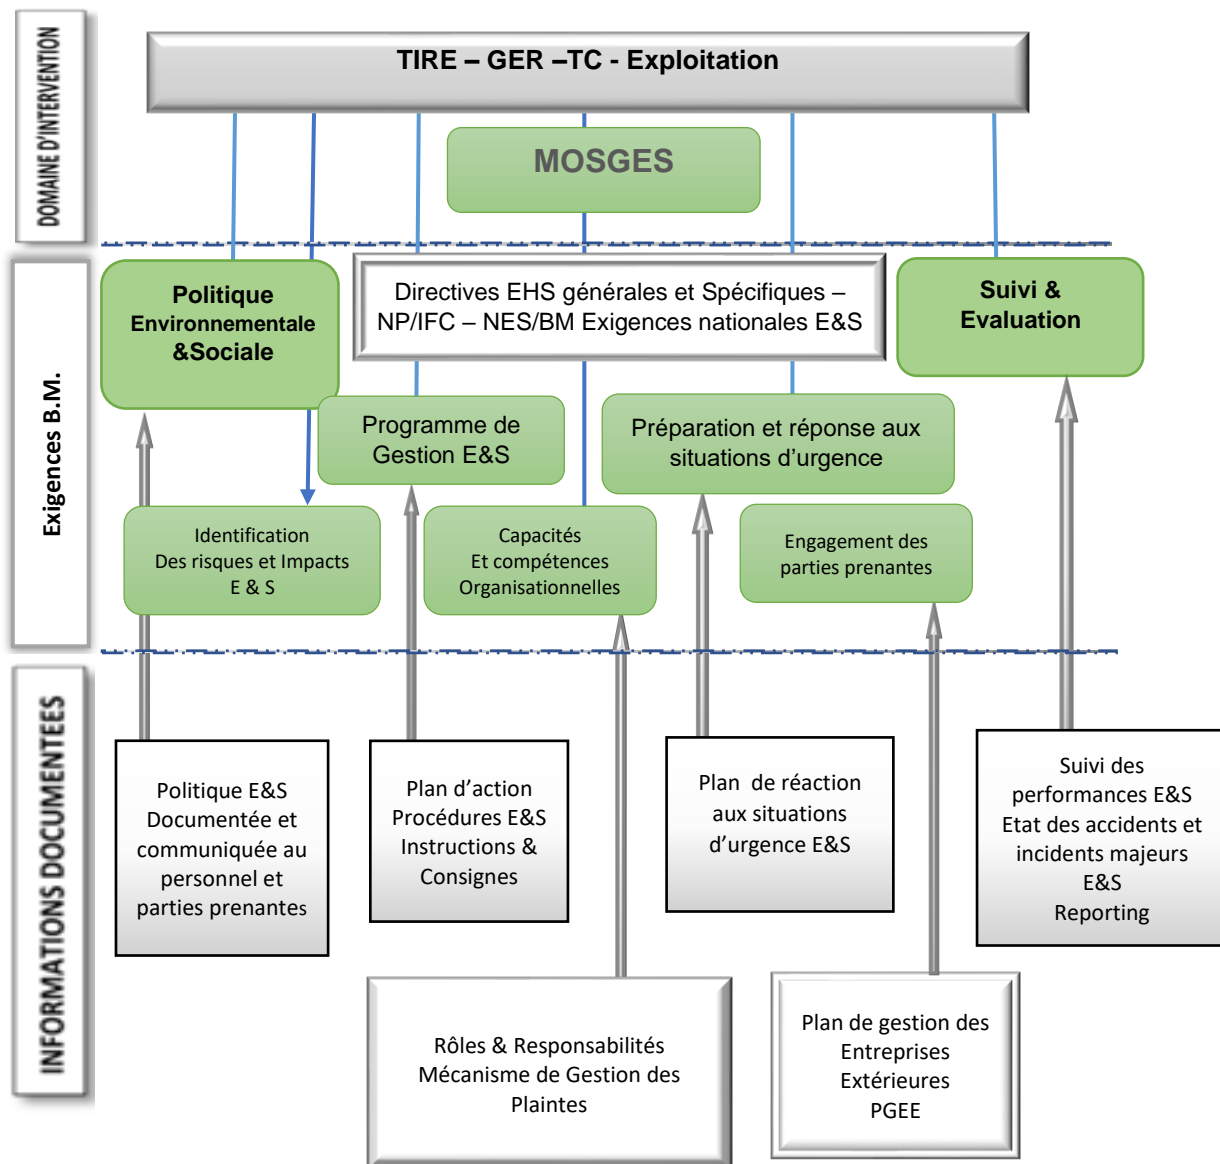 DOMAINE D'INTERVENTION
TIRE – GER –TC - Exploitation
MOSGES
Exigences B.M.
Politique
Environnementale
&Sociale
Directives EHS générales et Spécifiques –
NP/IFC – NES/BM Exigences nationales E&S
Suivi &
Evaluation
Programme de
Gestion E&S
Préparation et réponse aux
situations d'urgence
Identification
Des risques et Impacts
E & S
Capacités
Et compétences
Organisationnelles
Engagement des
parties prenantes
INFORMATIONS DOCUMENTEES
Politique E&S
Documentée et
communiquée au
personnel et
parties prenantes
Plan d'action
Procédures E&S
Instructions &
Consignes
Plan de réaction
aux situations
d'urgence E&S
Suivi des
performances E&S
Etat des accidents et
incidents majeurs
E&S
Reporting
Rôles & Responsabilités
Mécanisme de Gestion des
Plaintes
Plan de gestion des
Entreprises
Extérieures
PGEE